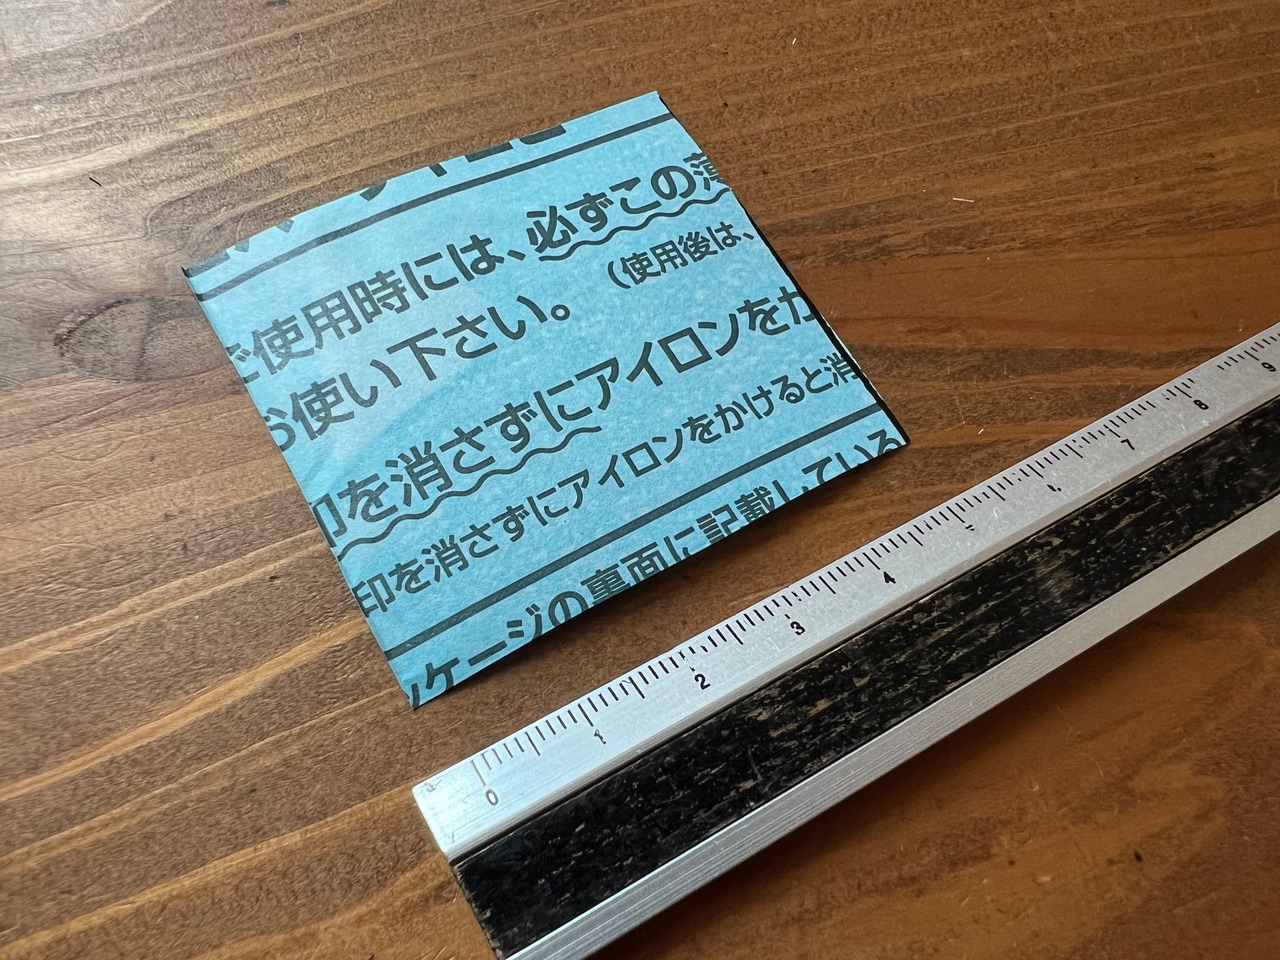 ご使用時には、必ずこの薄
お使い下さい。(使用後は、
印を消さずにアイロンをか
印を消さずにアイロンをかけると消
ッケージの裏面に記載している
0 1 2 3 4 5 6 7 8 9